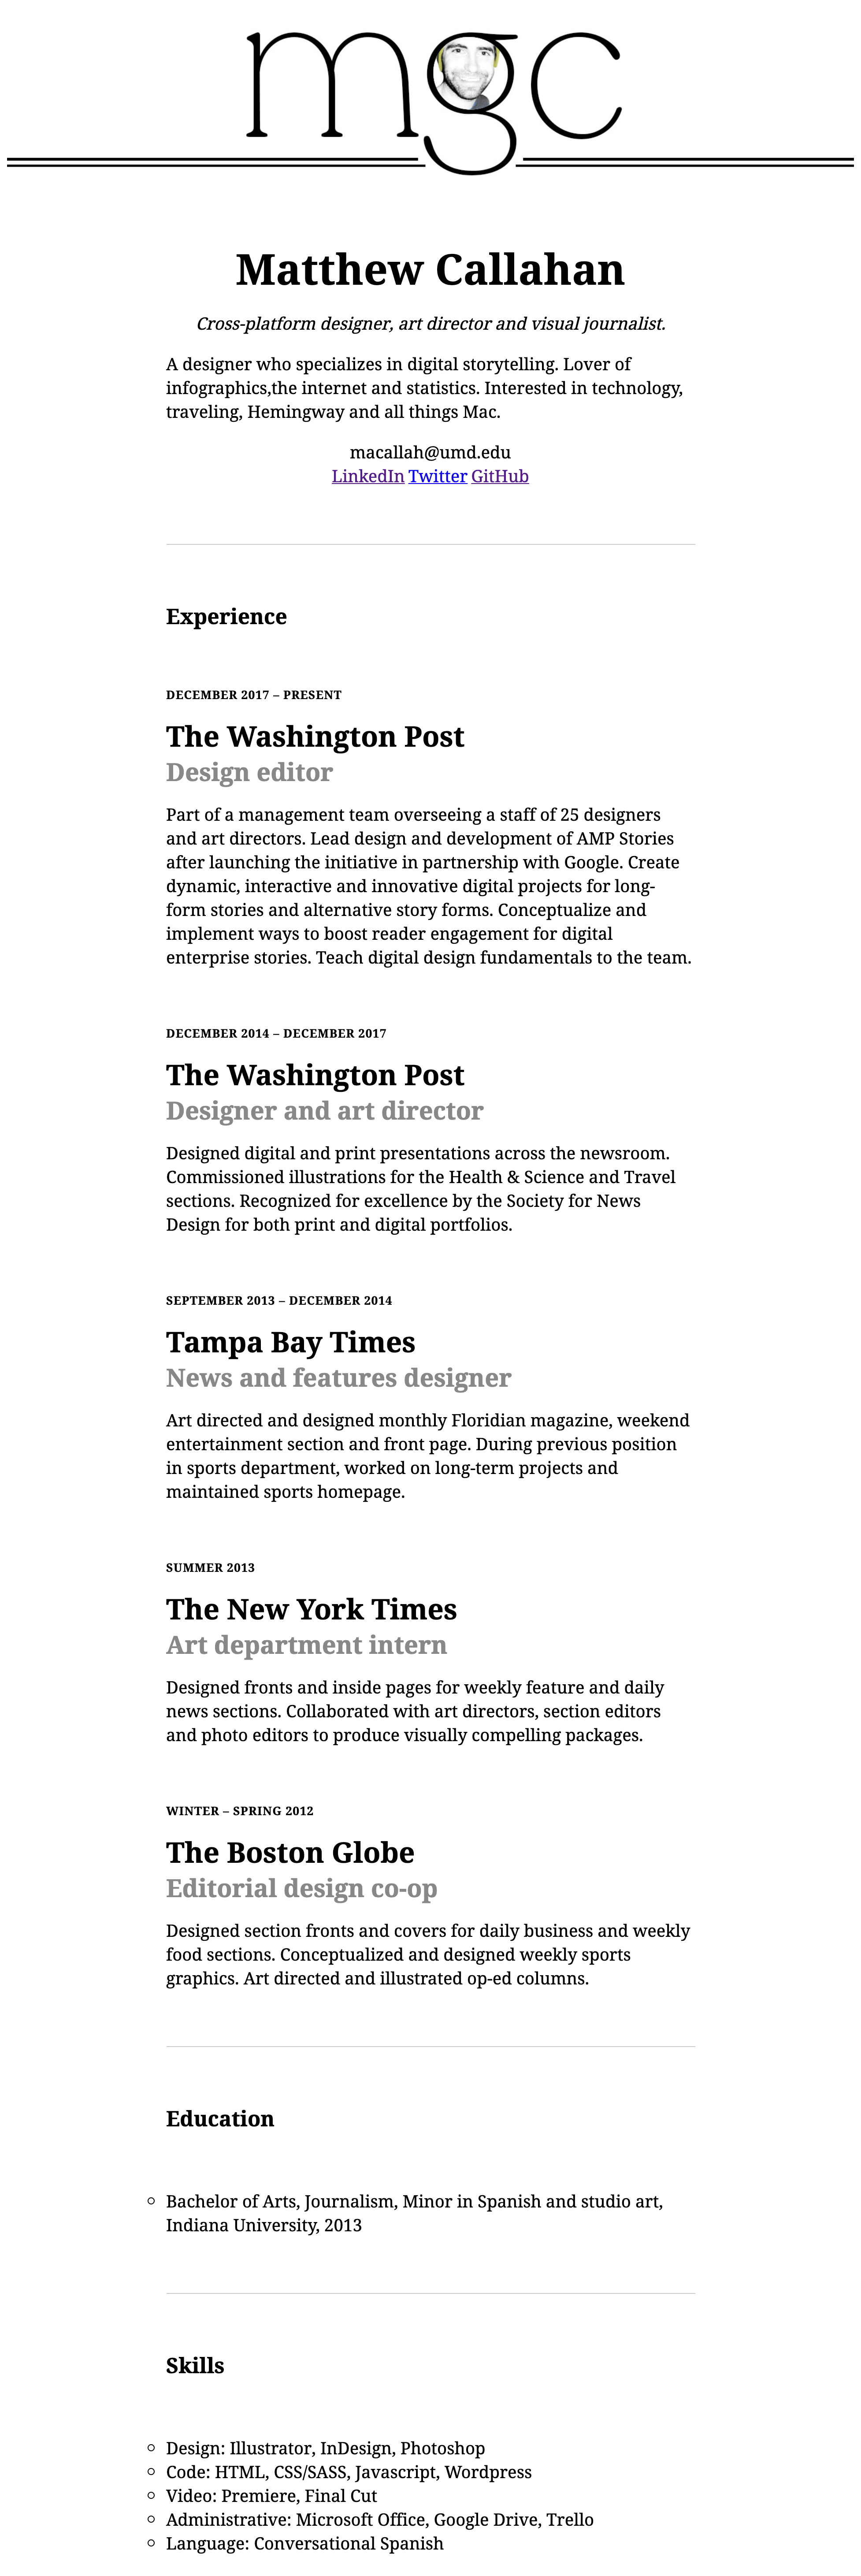 mgc
Matthew Callahan
Cross-platform designer, art director and visual journalist.
A designer who specializes in digital storytelling. Lover of
infographics,the internet and statistics. Interested in technology,
traveling, Hemingway and all things Mac.
macallah@umd.edu
LinkedIn Twitter GitHub
Experience
DECEMBER 2017 – PRESENT
The Washington Post
Design editor
Part of a management team overseeing a staff of 25 designers
and art directors. Lead design and development of AMP Stories
after launching the initiative in partnership with Google. Create
dynamic, interactive and innovative digital projects for long-
form stories and alternative story forms. Conceptualize and
implement ways to boost reader engagement for digital
enterprise stories. Teach digital design fundamentals to the team.
DECEMBER 2014 – DECEMBER 2017
The Washington Post
Designer and art director
Designed digital and print presentations across the newsroom.
Commissioned illustrations for the Health & Science and Travel
sections. Recognized for excellence by the Society for News
Design for both print and digital portfolios.
SEPTEMBER 2013 – DECEMBER 2014
Tampa Bay Times
News and features designer
Art directed and designed monthly Floridian magazine, weekend
entertainment section and front page. During previous position
in sports department, worked on long-term projects and
maintained sports homepage.
SUMMER 2013
The New York Times
Art department intern
Designed fronts and inside pages for weekly feature and daily
news sections. Collaborated with art directors, section editors
and photo editors to produce visually compelling packages.
WINTER – SPRING 2012
The Boston Globe
Editorial design co-op
Designed section fronts and covers for daily business and weekly
food sections. Conceptualized and designed weekly sports
graphics. Art directed and illustrated op-ed columns.
Education
Bachelor of Arts, Journalism, Minor in Spanish and studio art,
Indiana University, 2013
Skills
Design: Illustrator, InDesign, Photoshop
Code: HTML, CSS/SASS, Javascript, Wordpress
Video: Premiere, Final Cut
Administrative: Microsoft Office, Google Drive, Trello
Language: Conversational Spanish